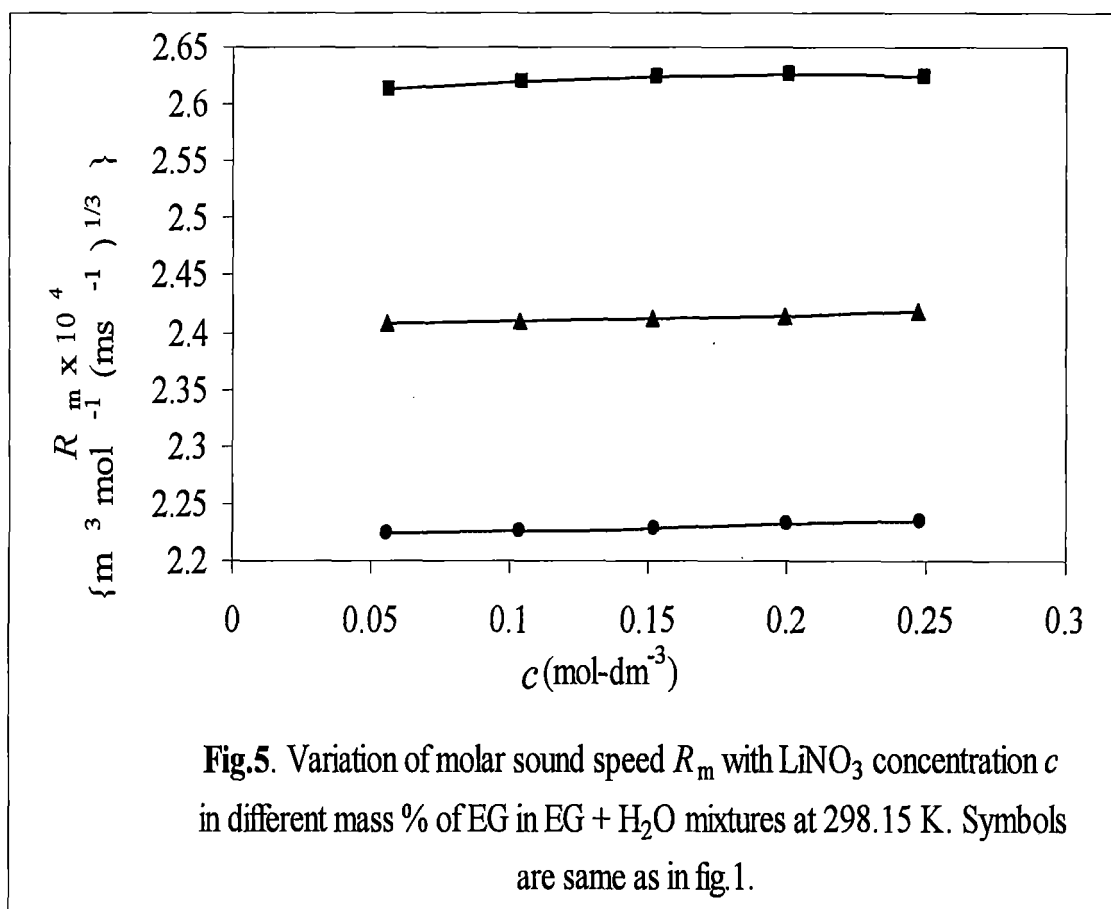 2.65
2.6
2.55
2.5
2.45
2.4
2.35
2.3
2.25
2.2
R m x 10 4
{m 3 mol -1 (ms -1 ) 1/3 }
0 0.05 0.1 0.15 0.2 0.25 0.3
c (mol-dm-3)
Fig.5. Variation of molar sound speed Rm with LiNO3 concentration c
in different mass % of EG in EG + H2O mixtures at 298.15 K. Symbols
are same as in fig.1.